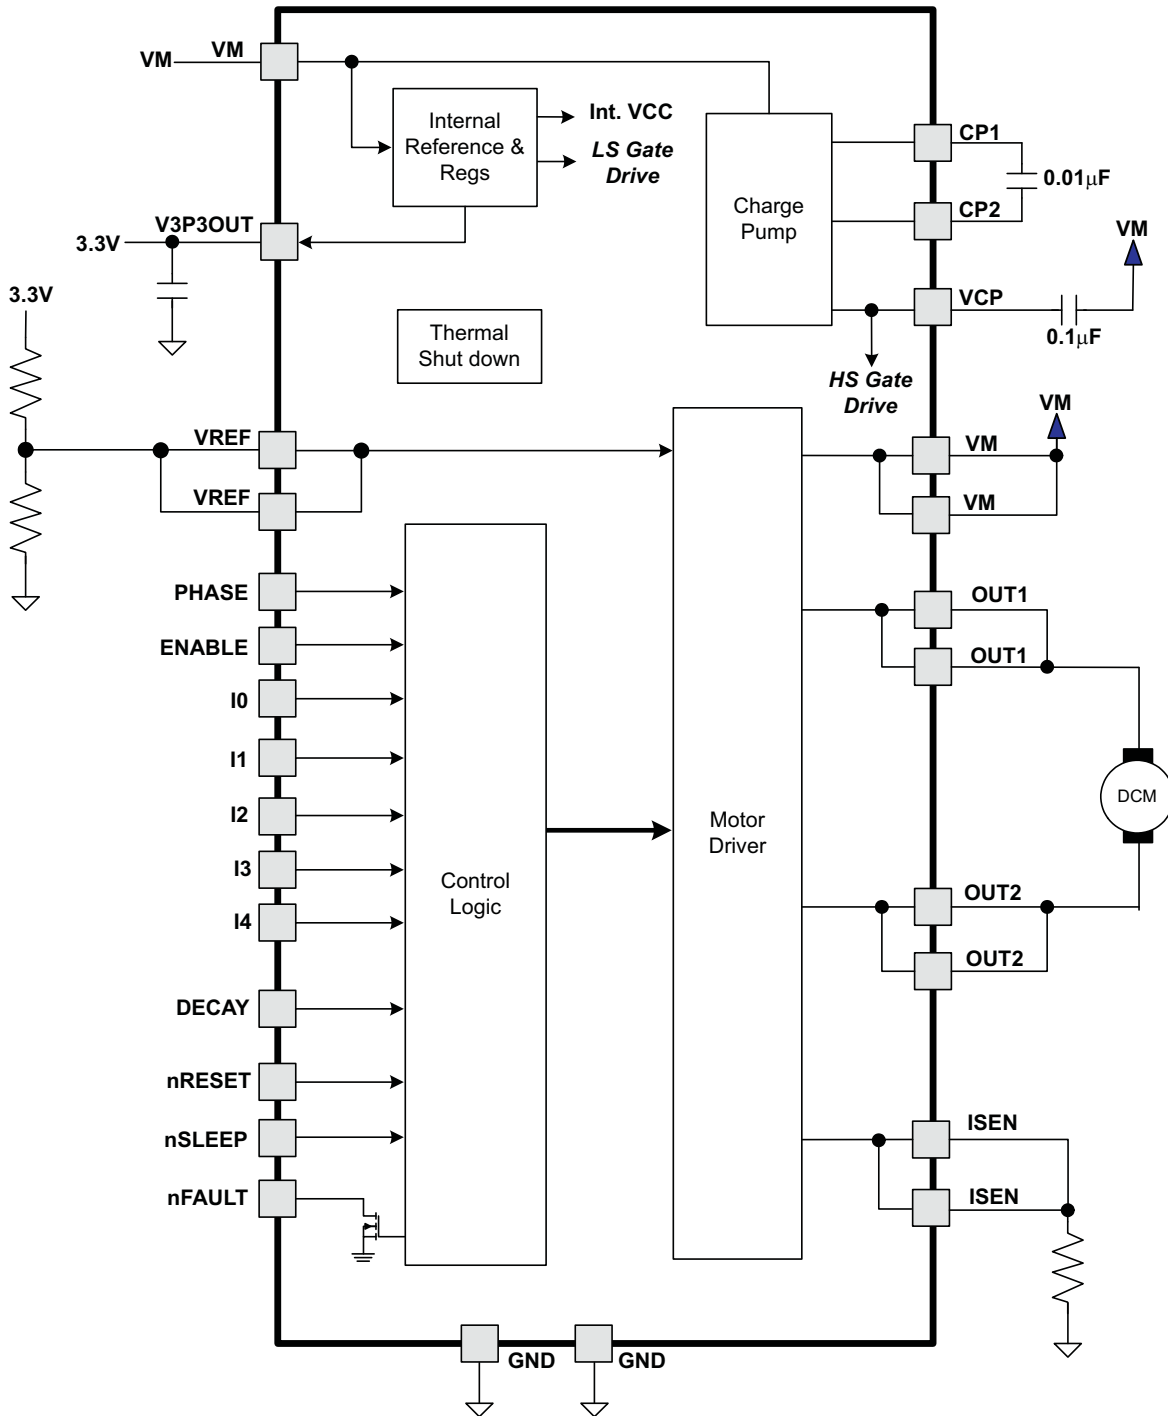 VM VM
Internal
Reference &
Regs
Int. VCC
LS Gate
Drive
Charge
Pump
CP1
0.01μF
CP2
VM
VCP
0.1μF
HS Gate
Drive
V3P3OUT
3.3V
3.3V
Thermal
Shut down
VREF
VREF
VM
VM
VM
PHASE
ENABLE
I0
I1
I2
I3
I4
DECAY
nRESET
nSLEEP
nFAULT
Control
Logic
Motor
Driver
OUT1
OUT1
DCM
OUT2
OUT2
ISEN
ISEN
GND
GND